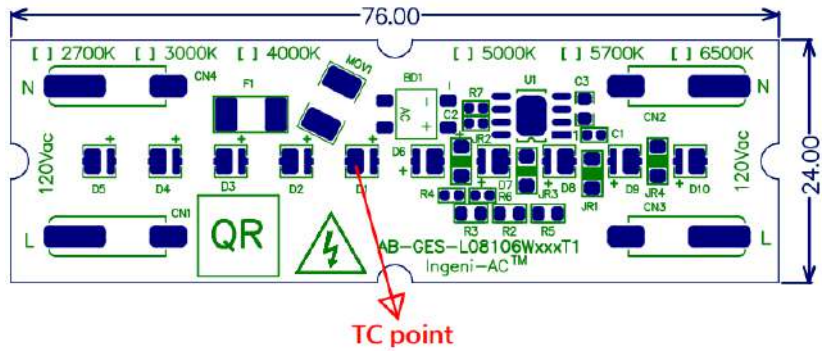 76.00
[ ] 2700K [ ] 3000K [ ] 4000K [ ] 5000K [ ] 5700K [ ] 6500K
N CN4 F1 MOV1 BD1 R7 U1 C3 N
AC - + C2 CN2
C1
120Vac JR2 120Vac
24.00
D6
D5 D4 D3 D2 D1 D7 D8 D9 D10
R4 R6 JR3 JR1 JR4
CN1 R3 R2 R5 CN3
L QR L
AB-GES-L08106WxxxT1
Ingeni-AC™
TC point